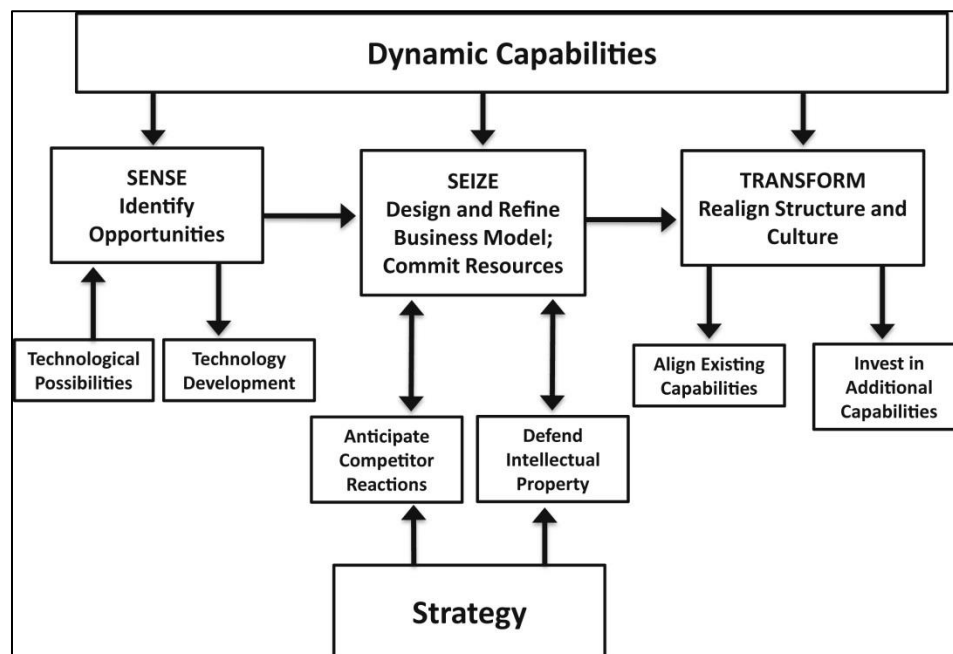 Dynamic Capabilities
SENSE
Identify
Opportunities
SEIZE
Design and Refine
Business Model;
Commit Resources
TRANSFORM
Realign Structure and
Culture
Technological
Possibilities
Technology
Development
Anticipate
Competitor
Reactions
Defend
Intellectual
Property
Align Existing
Capabilities
Invest in
Additional
Capabilities
Strategy